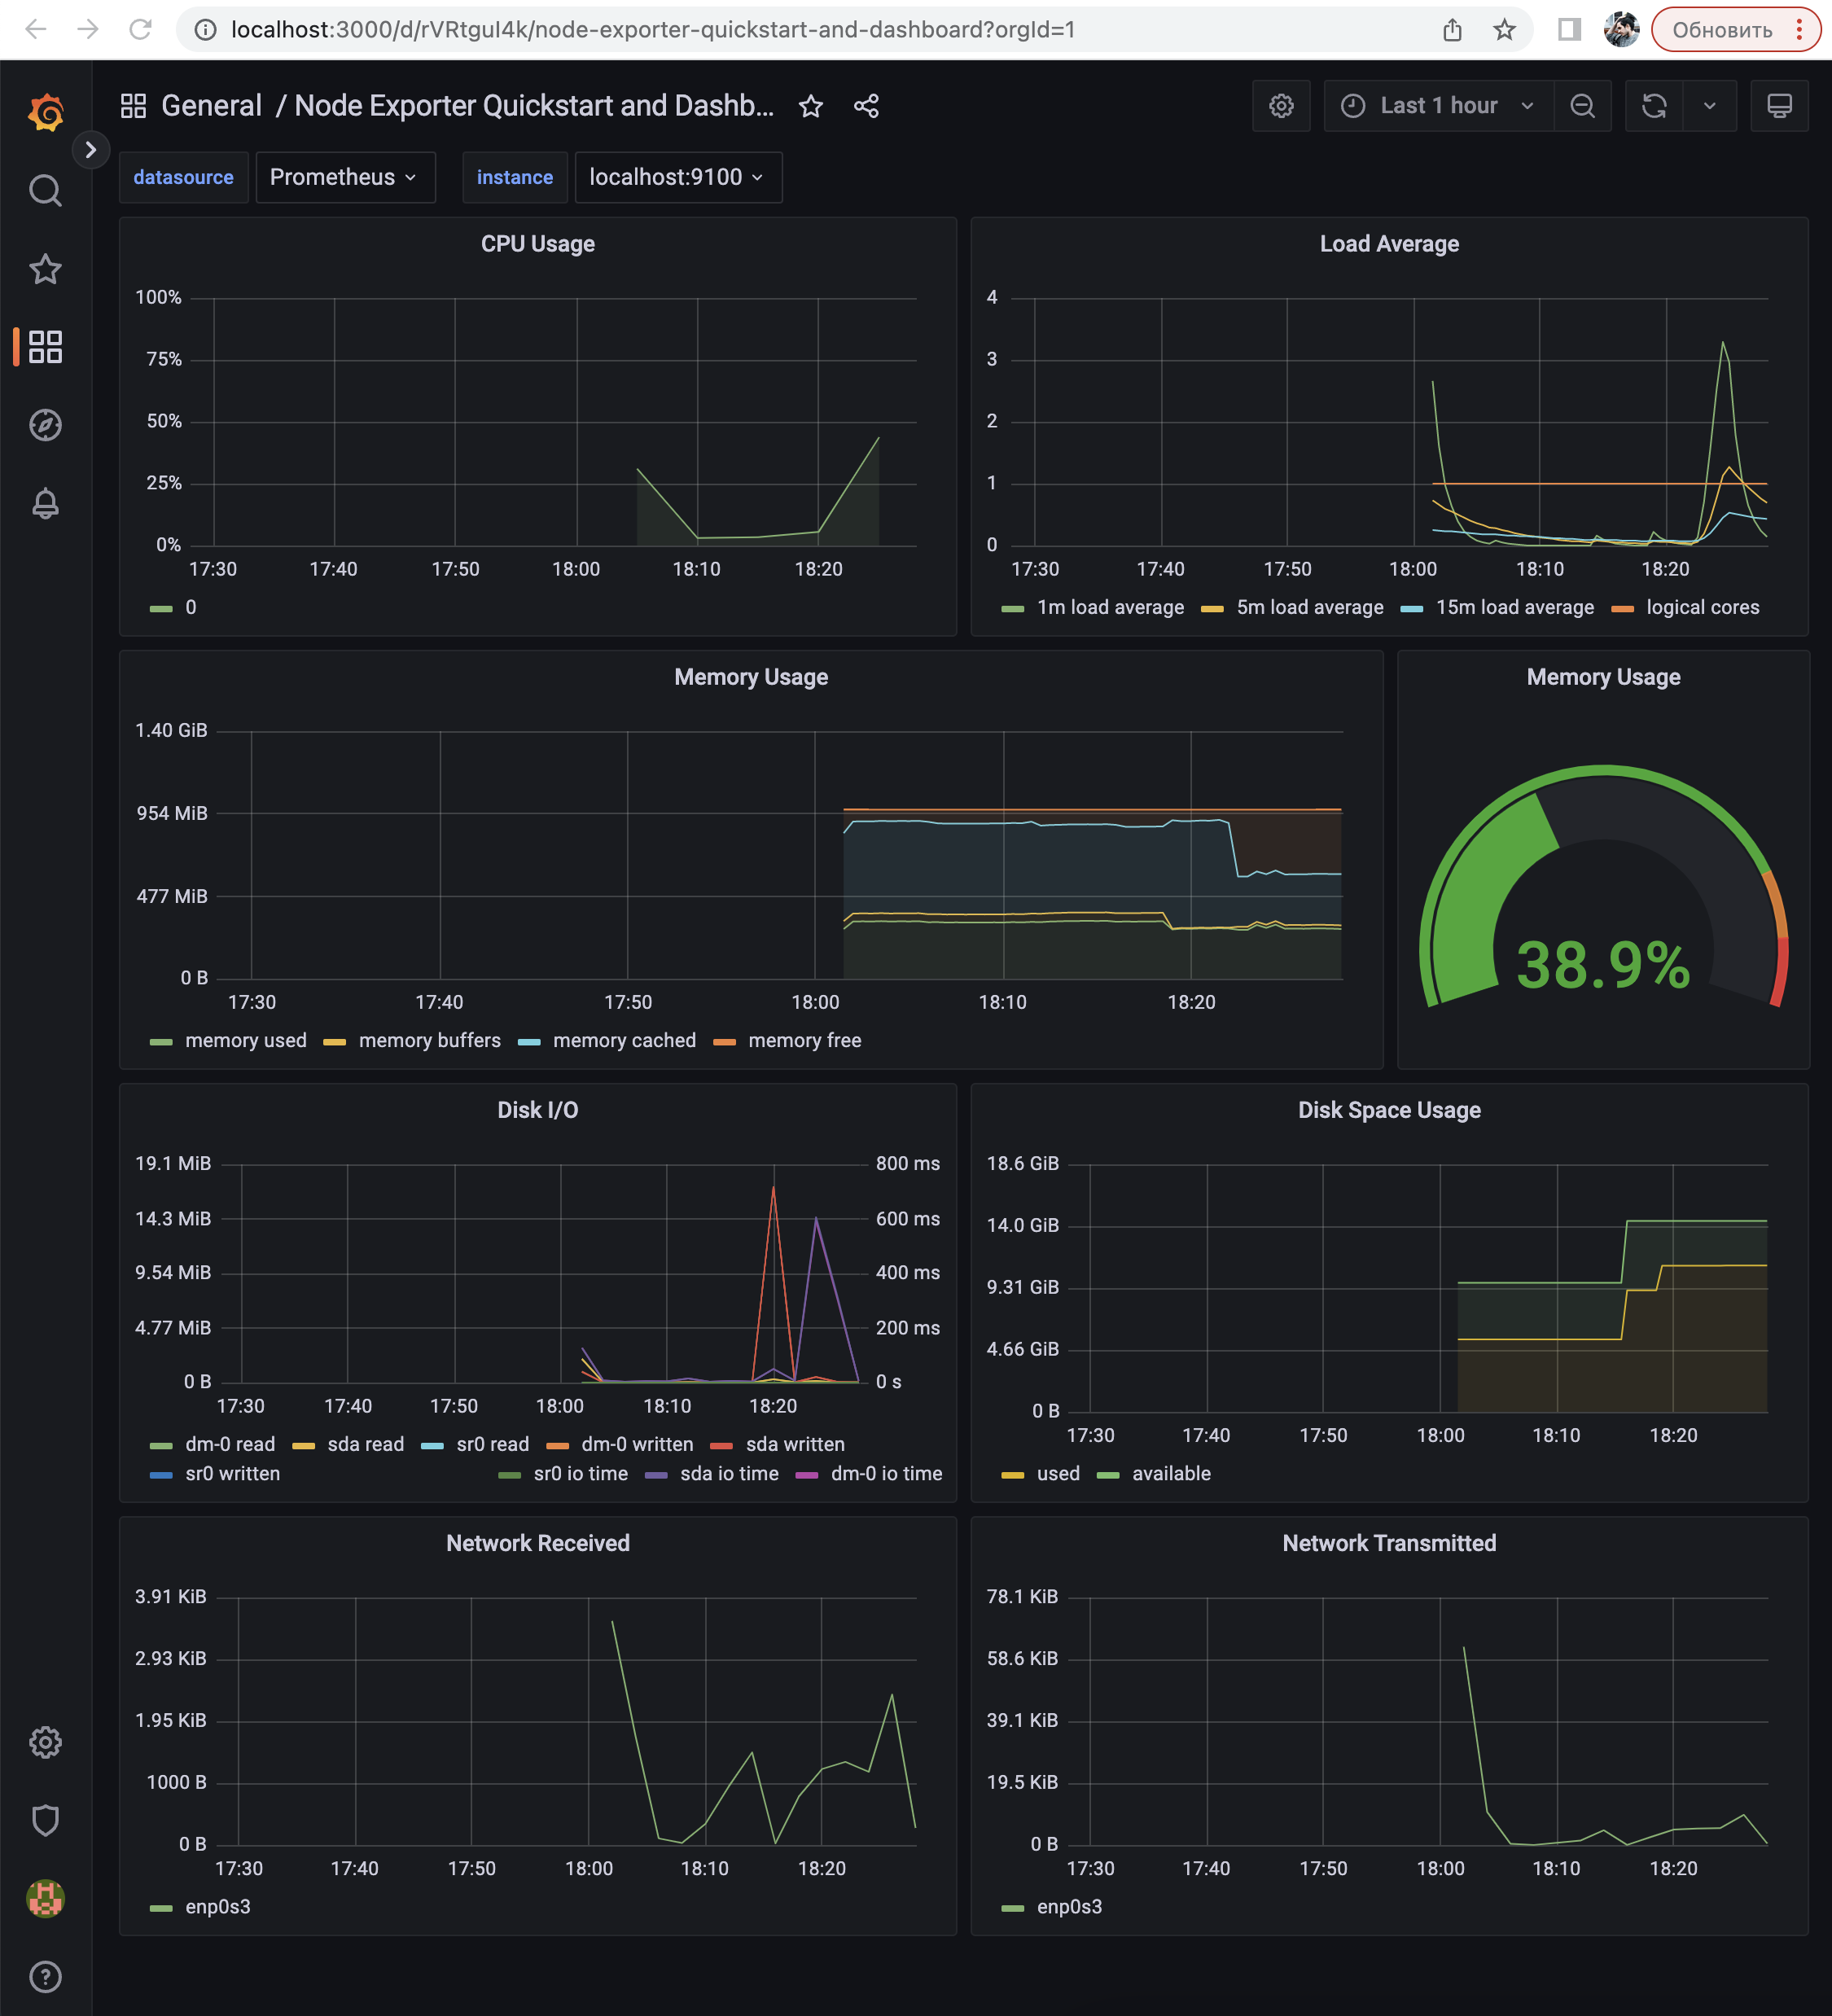 localhost:3000/d/rVRtguI4k/node-exporter-quickstart-and-dashboard?orgId=1
Обновить
General / Node Exporter Quickstart and Dashb...
Last 1 hour
datasource Prometheus instance localhost:9100
CPU Usage
100%
75%
50%
25%
0%
17:30 17:40 17:50 18:00 18:10 18:20
0
Load Average
4
3
2
1
0
17:30 17:40 17:50 18:00 18:10 18:20
1m load average 5m load average 15m load average logical cores
Memory Usage
1.40 GiB
954 MiB
477 MiB
0 B
17:30 17:40 17:50 18:00 18:10 18:20
memory used memory buffers memory cached memory free
Memory Usage
38.9%
Disk I/O
19.1 MiB 800 ms
14.3 MiB 600 ms
9.54 MiB 400 ms
4.77 MiB 200 ms
0 B 0 s
17:30 17:40 17:50 18:00 18:10 18:20
dm-0 read sda read sr0 read dm-0 written sda written
sr0 written sr0 io time sda io time dm-0 io time
Disk Space Usage
18.6 GiB
14.0 GiB
9.31 GiB
4.66 GiB
0 B
17:30 17:40 17:50 18:00 18:10 18:20
used available
Network Received
3.91 KiB
2.93 KiB
1.95 KiB
1000 B
0 B
17:30 17:40 17:50 18:00 18:10 18:20
enp0s3
Network Transmitted
78.1 KiB
58.6 KiB
39.1 KiB
19.5 KiB
0 B
17:30 17:40 17:50 18:00 18:10 18:20
enp0s3